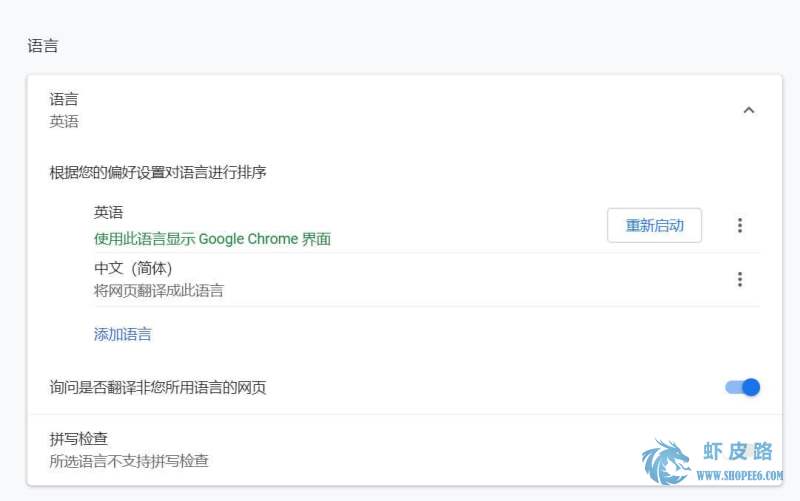 语言
语言
英语
根据您的偏好设置对语言进行排序
英语
重新启动
使用此语言显示 Google Chrome 界面
中文（简体）
将网页翻译成此语言
添加语言
询问是否翻译非您所用语言的网页
拼写检查
所选语言不支持拼写检查
虾皮路
WWW.SHOPEE6.COM